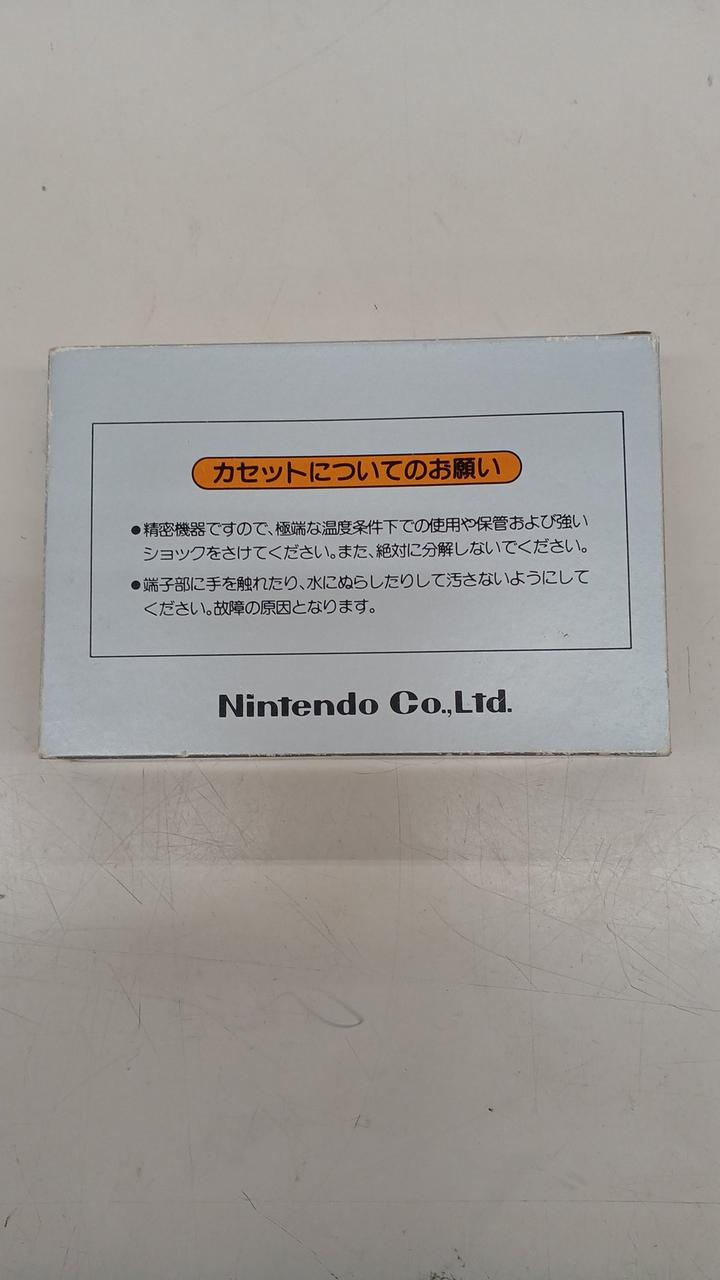 カセットについてのお願い
●精密機器ですので、極端な温度条件下での使用や保管および強い
ショックをさけてください。また、絶対に分解しないでください。
●端子部に手を触れたり、水にぬらしたりして汚さないようにして
ください。故障の原因となります。
Nintendo Co.,Ltd.